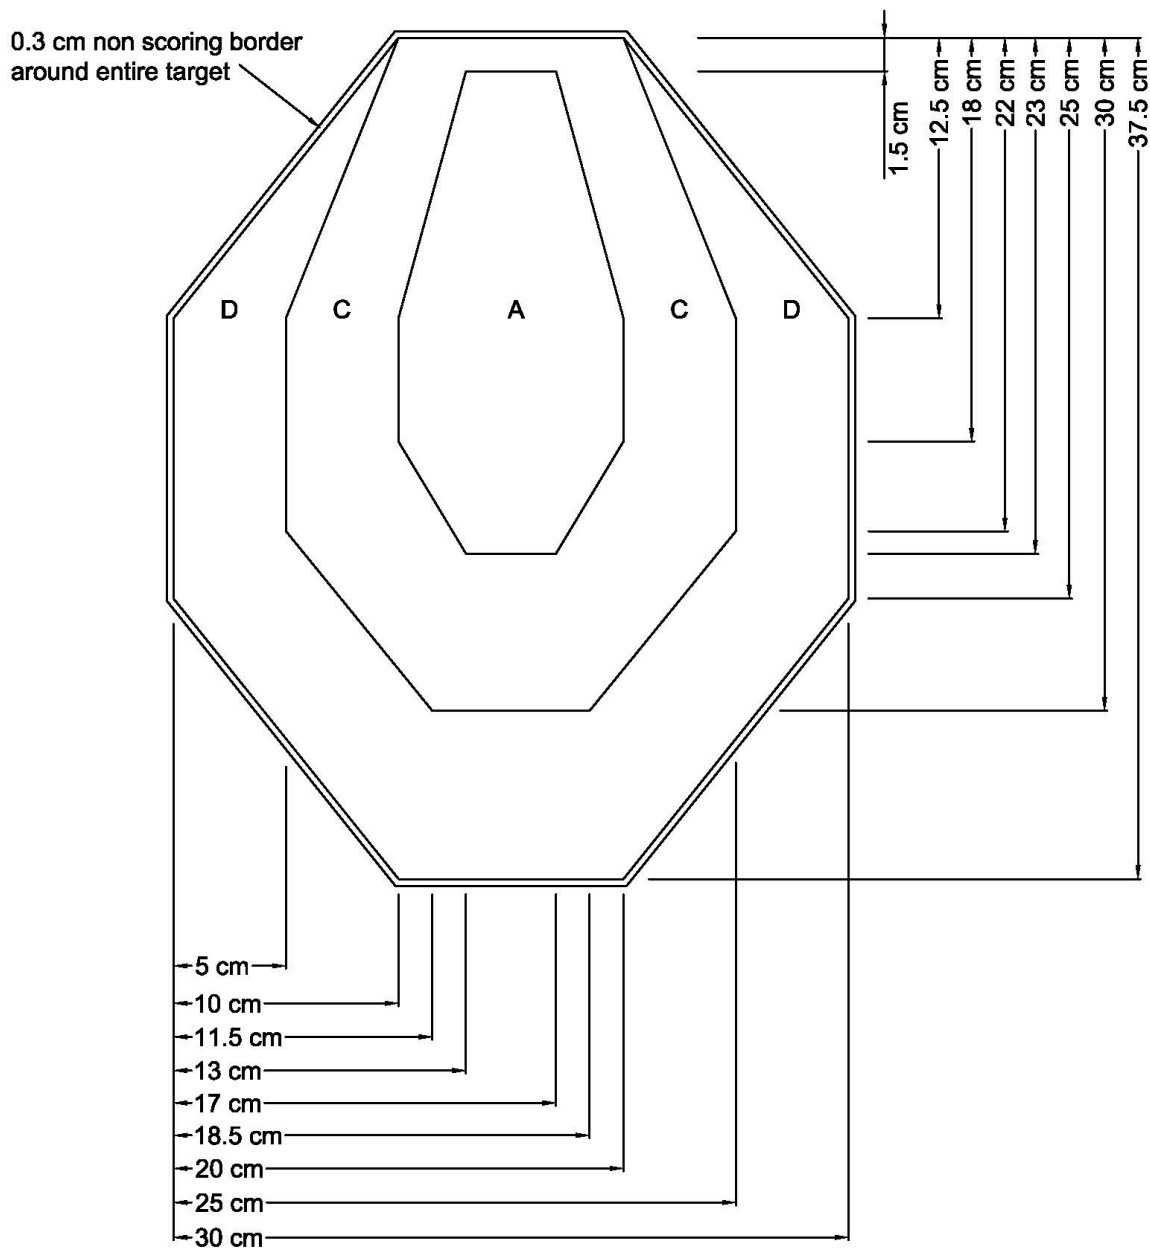 0.3 cm non scoring border
around entire target
1.5 cm
12.5 cm
18 cm
22 cm
23 cm
25 cm
30 cm
37.5 cm
D
C
A
C
D
5 cm
10 cm
11.5 cm
13 cm
17 cm
18.5 cm
20 cm
25 cm
30 cm